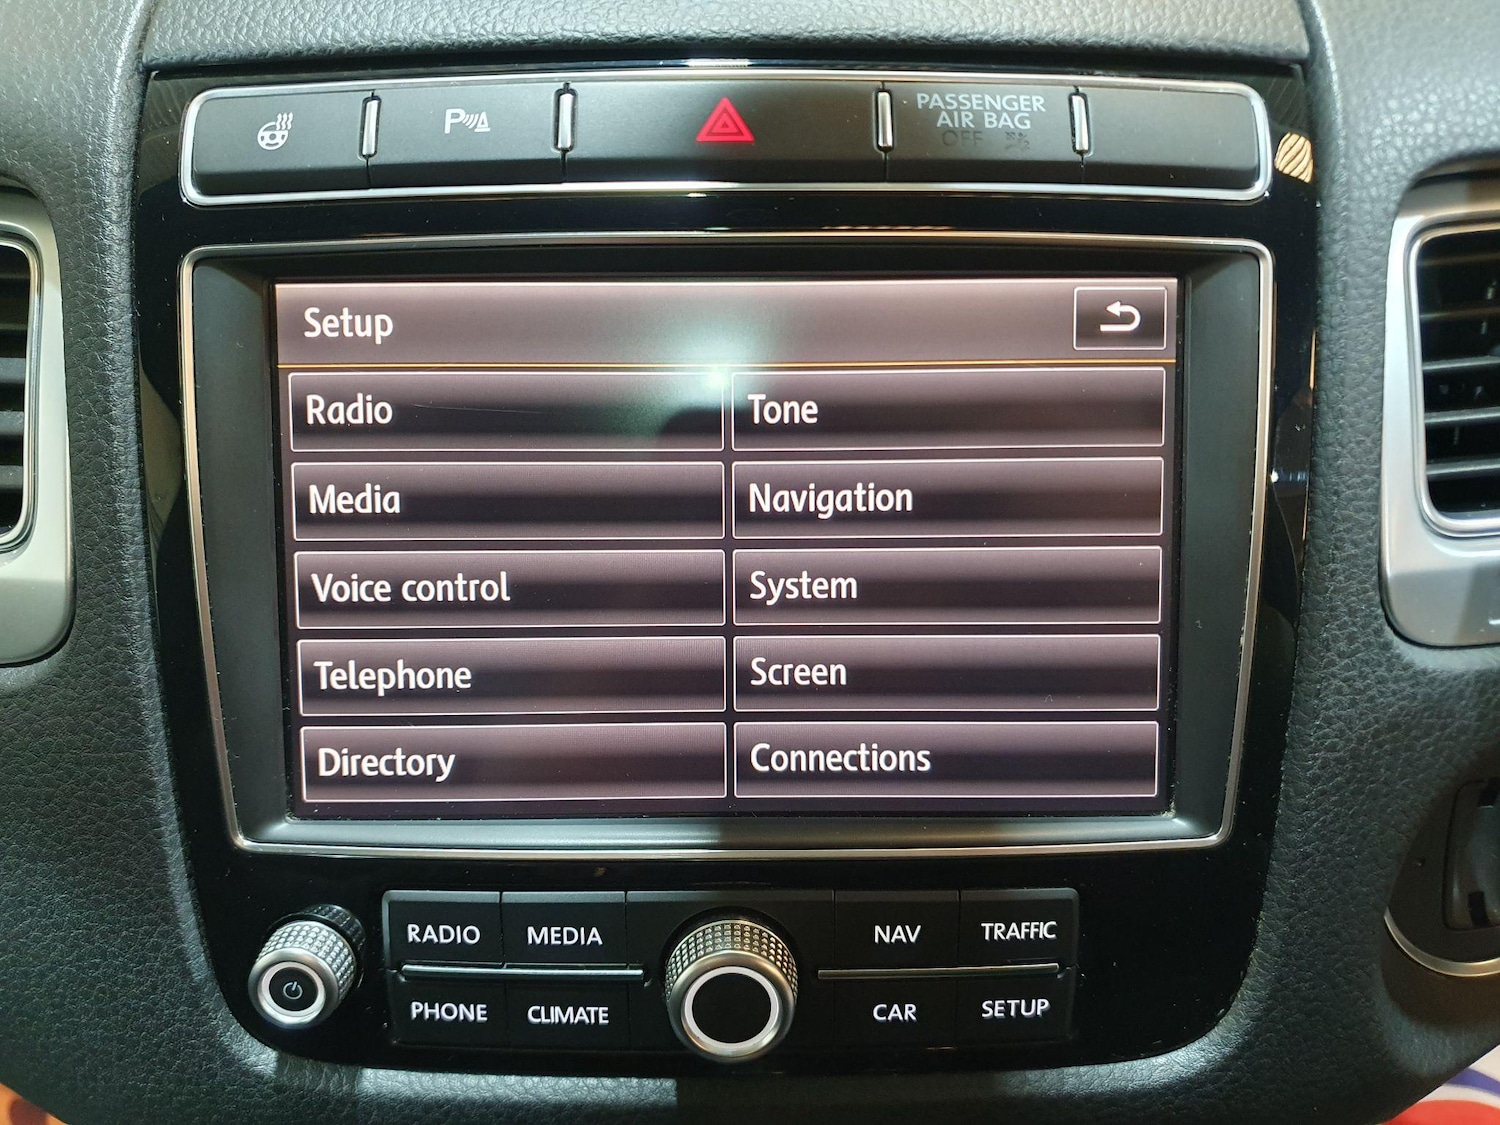 P
PASSENGER
AIR BAG
OFF
Setup
Radio
Tone
Media
Navigation
Voice control
System
Telephone
Screen
Directory
Connections
RADIO
MEDIA
NAV
TRAFFIC
PHONE
CLIMATE
CAR
SETUP